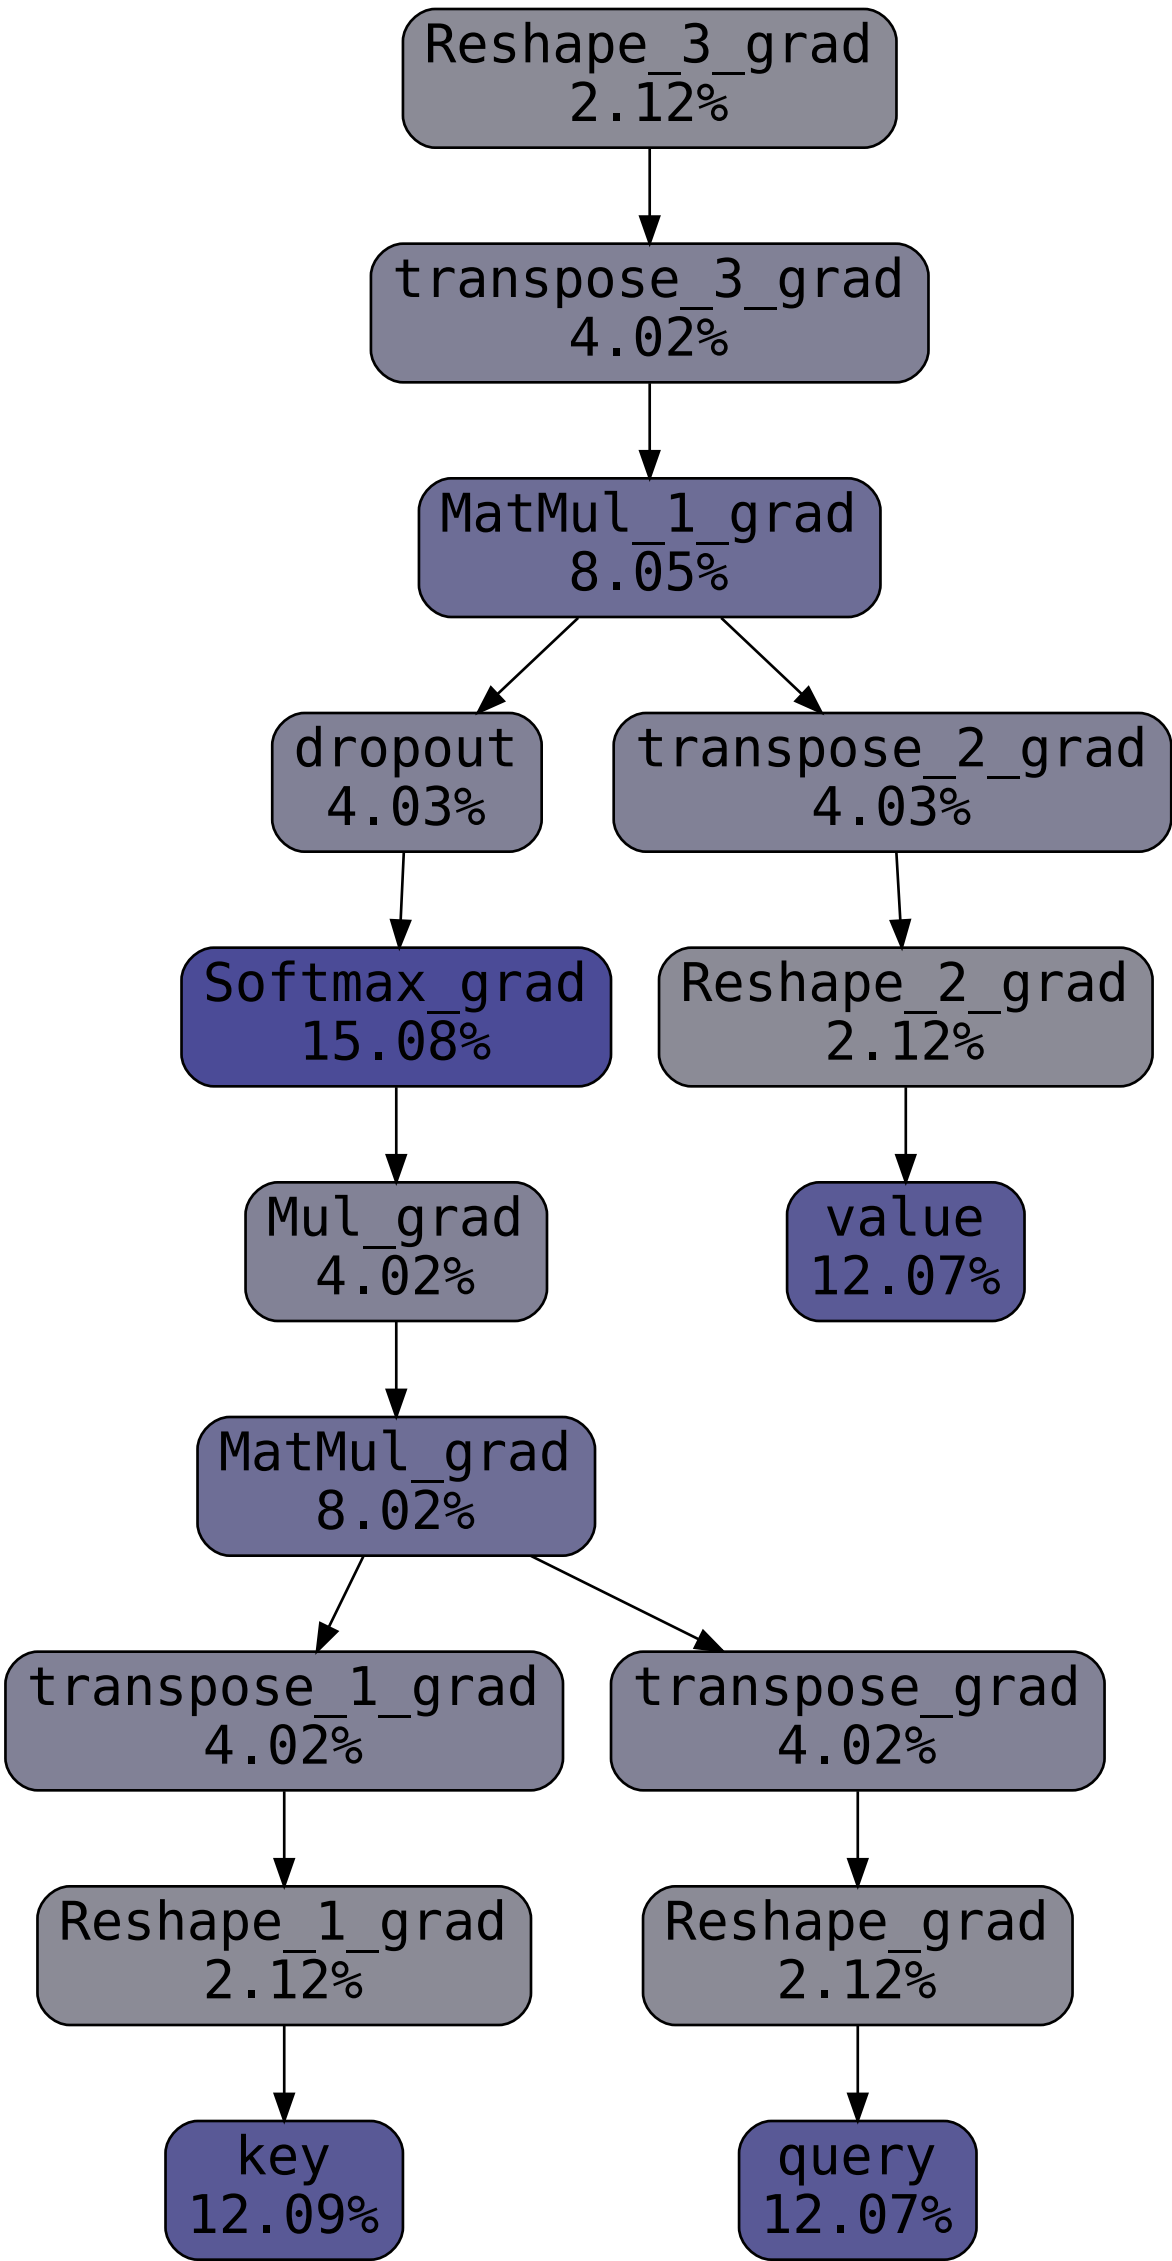 Reshape_3_grad
2.12%
transpose_3_grad
4.02%
MatMul_1_grad
8.05%
dropout
4.03%
transpose_2_grad
4.03%
Softmax_grad
15.08%
Reshape_2_grad
2.12%
Mul_grad
4.02%
value
12.07%
MatMul_grad
8.02%
transpose_1_grad
4.02%
transpose_grad
4.02%
Reshape_1_grad
2.12%
Reshape_grad
2.12%
key
12.09%
query
12.07%